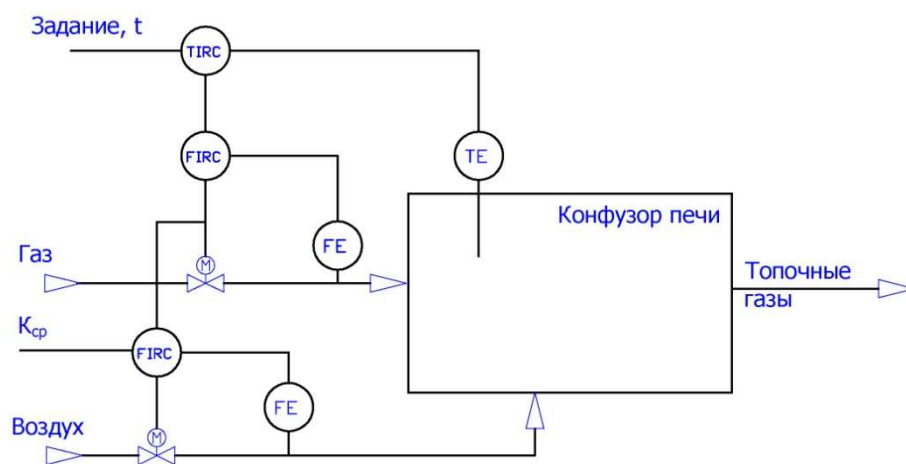 Задание, t
TIRC
FIRC
TE
Конфузор печи
Газ
M
FE
Топочные
газы
Kср
FIRC
FE
Воздух
M